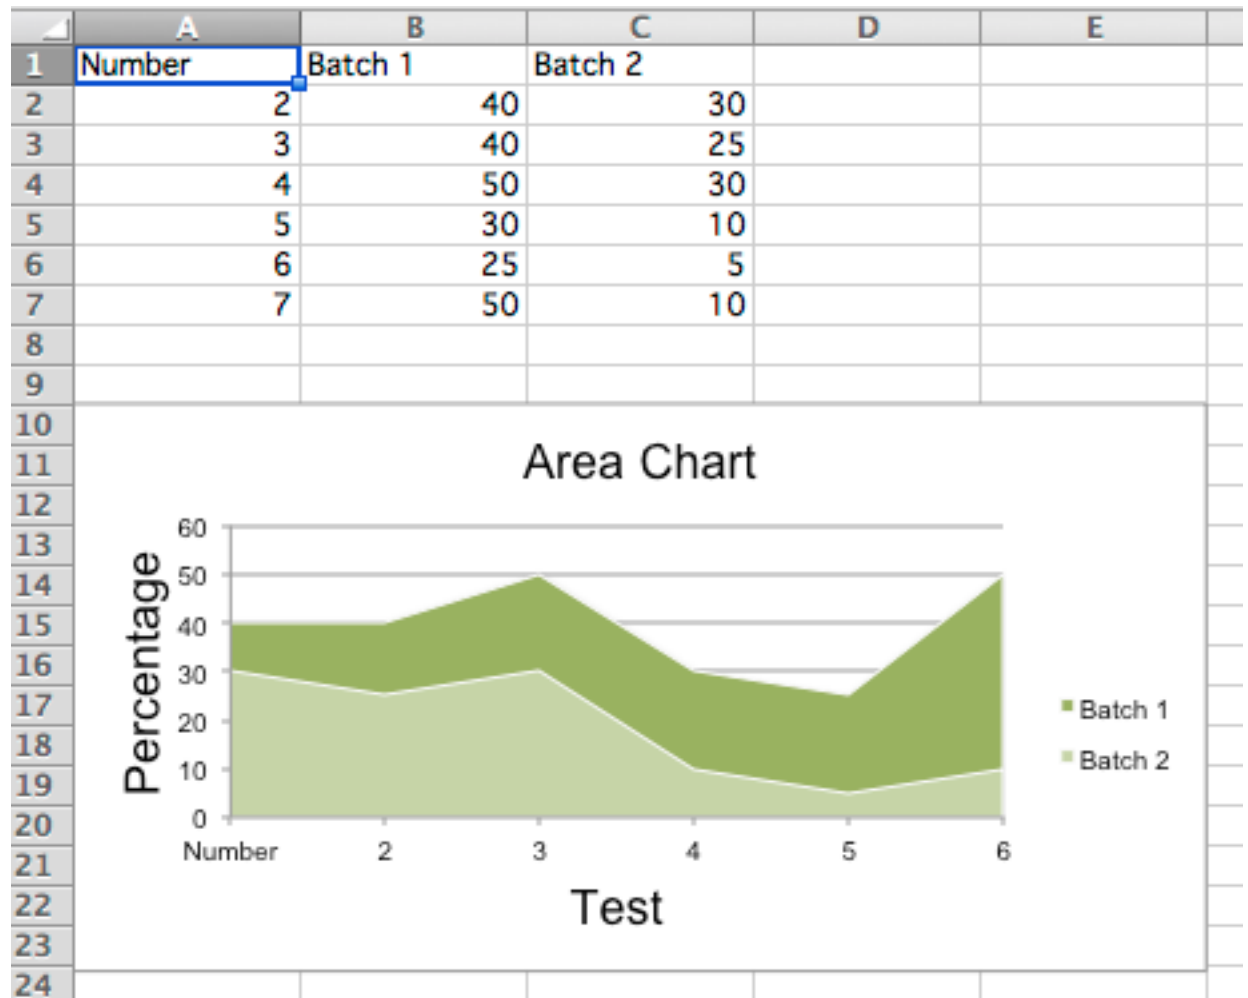 A B C D E
1 Number Batch 1 Batch 2
2 2 40 30
3 3 40 25
4 4 50 30
5 5 30 10
6 6 25 5
7 7 50 10
8
9
10
11
12
13
14
15
16
17
18
19
20
21
22
23
24
Area Chart
Percentage
60
50
40
30
20
10
0
Number 2 3 4 5 6
Test
Batch 1
Batch 2